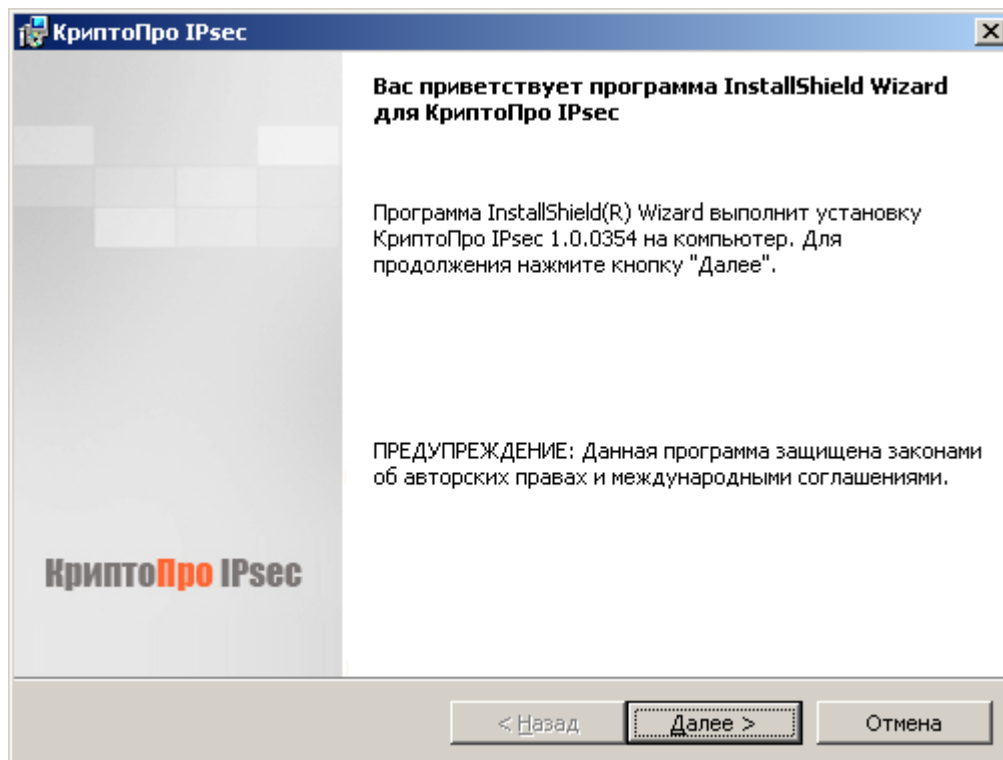 КриптоПро IPsec
Вас приветствует программа InstallShield Wizard
для КриптоПро IPsec
Программа InstallShield(R) Wizard выполнит установку
КриптоПро IPsec 1.0.0354 на компьютер. Для
продолжения нажмите кнопку "Далее".
ПРЕДУПРЕЖДЕНИЕ: Данная программа защищена законами
об авторских правах и международными соглашениями.
КриптоПро IPsec
< Назад
Далее >
Отмена